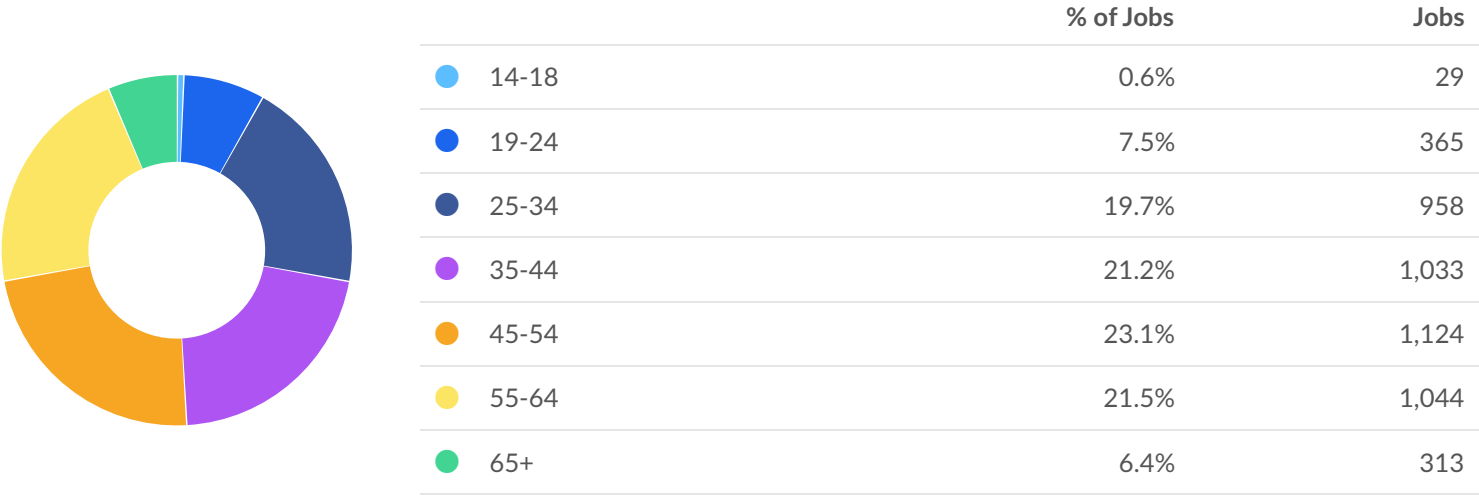 % of Jobs Jobs
14-18 0.6% 29
19-24 7.5% 365
25-34 19.7% 958
35-44 21.2% 1,033
45-54 23.1% 1,124
55-64 21.5% 1,044
65+ 6.4% 313